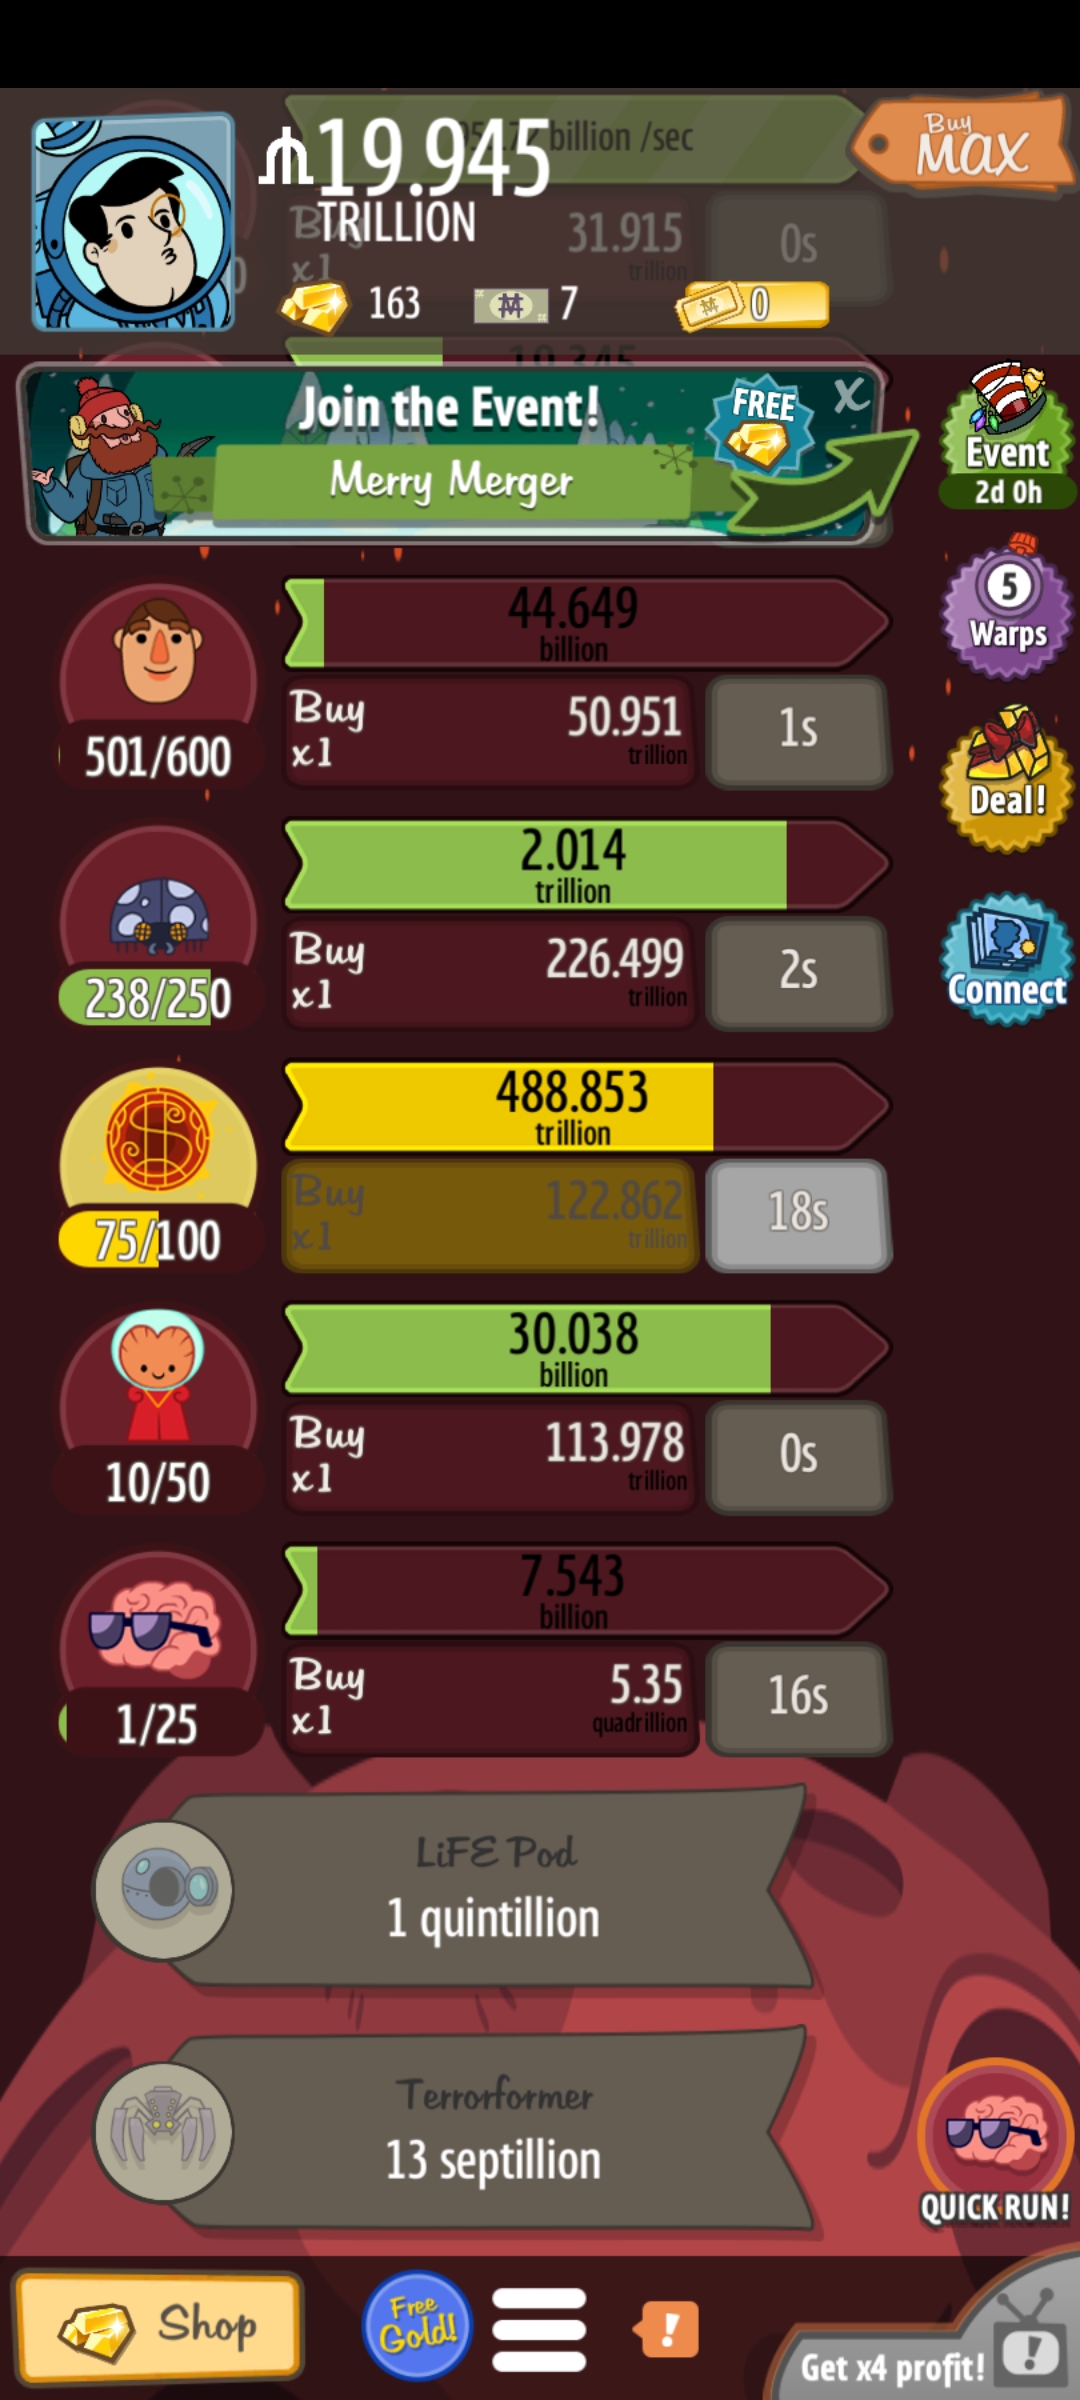 billion /sec
Buy MAX
19.945
TRILLION
Buy x1 31.915 trillion 0s
163 7 0
Join the Event! FREE X
Merry Merger
Event
2d 0h
44.649
billion
Buy x1 50.951 trillion 1s
501/600
5
Warps
2.014
trillion
Buy x1 226.499 trillion 2s
238/250
Deal!
Connect
488.853
trillion
Buy x1 122.862 trillion 18s
75/100
30.038
billion
Buy x1 113.978 trillion 0s
10/50
7.543
billion
Buy x1 5.35 quadrillion 16s
1/25
LiFE Pod
1 quintillion
Terrorformer
13 septillion
QUICK RUN!
Shop
Free Gold!
!
Get x4 profit!
!